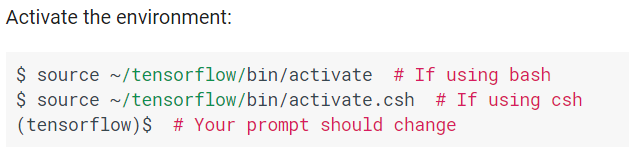 Activate the environment:
$ source ~/tensorflow/bin/activate  # If using bash
$ source ~/tensorflow/bin/activate.csh  # If using csh
(tensorflow)$  # Your prompt should change